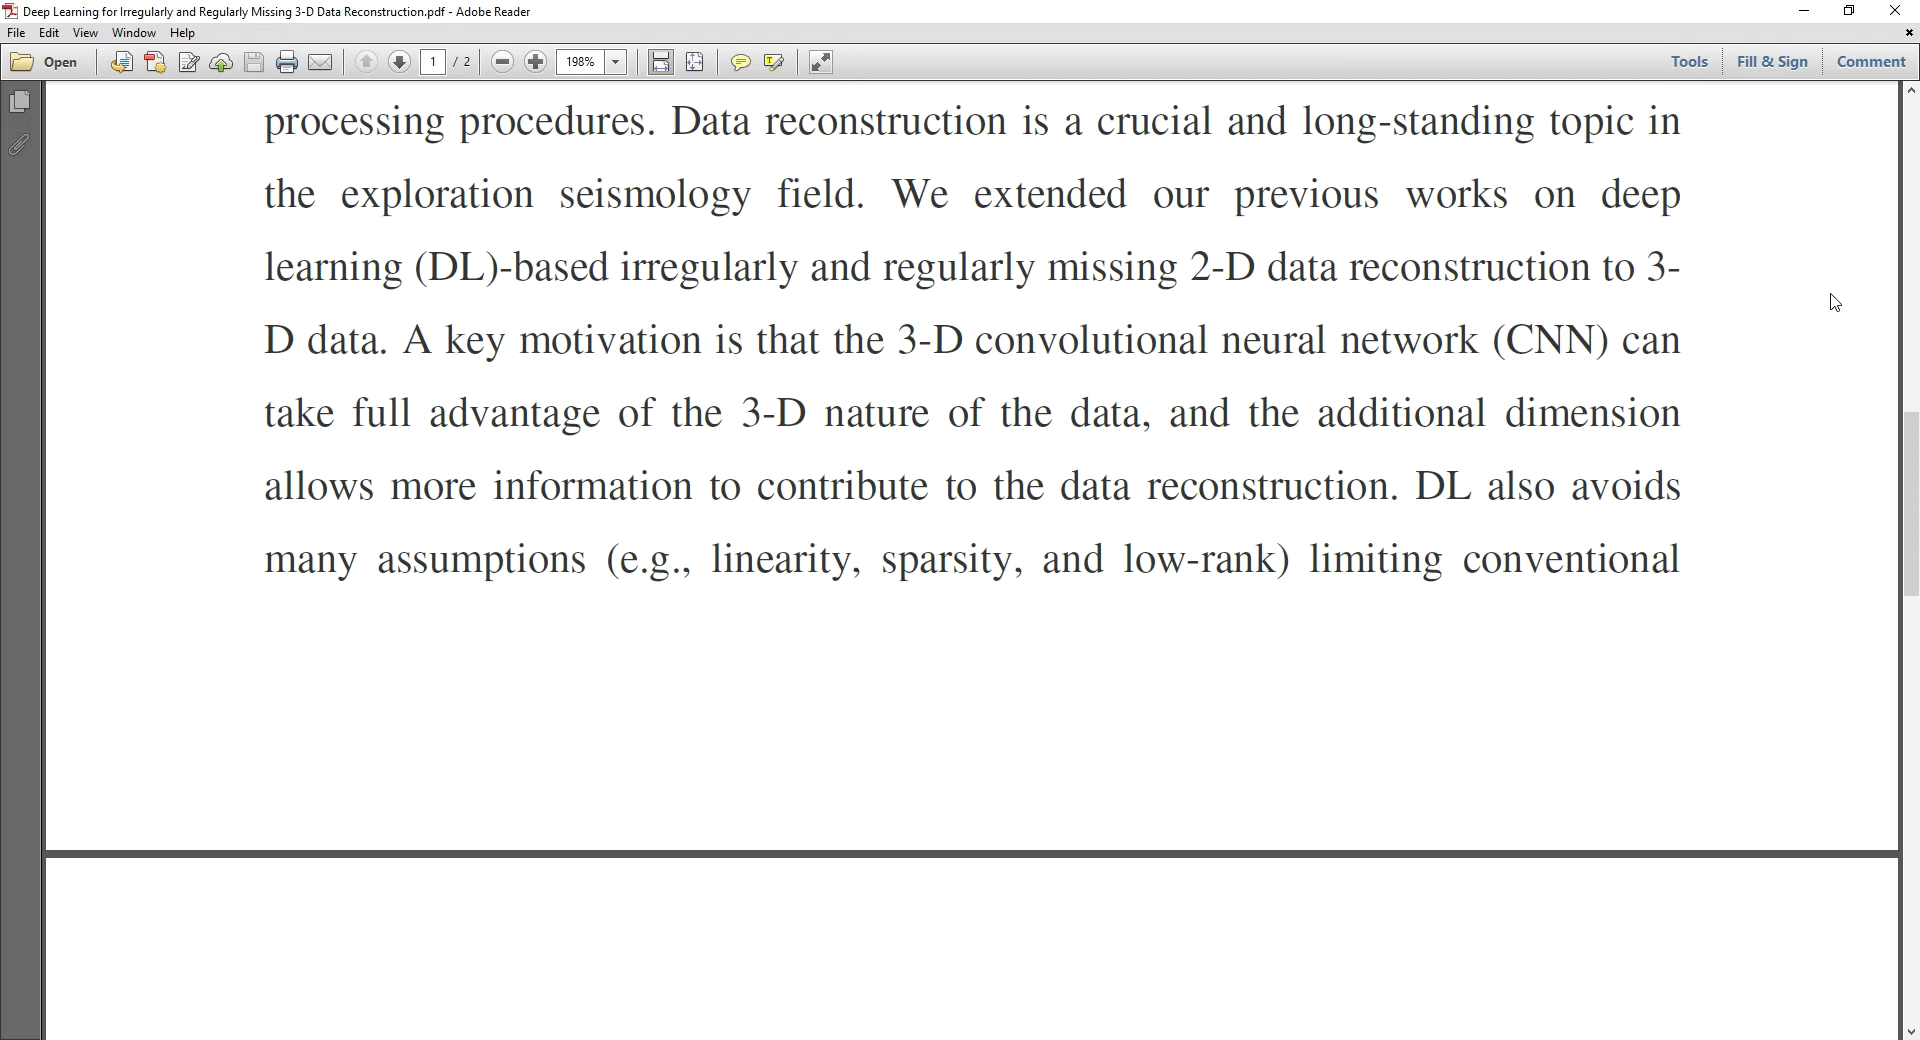 Deep Learning for Irregularly and Regularly Missing 3-D Data Reconstruction.pdf - Adobe Reader
File Edit View Window Help
Open 1 / 2 198% Tools Fill & Sign Comment
processing procedures. Data reconstruction is a crucial and long-standing topic in
the exploration seismology field. We extended our previous works on deep
learning (DL)-based irregularly and regularly missing 2-D data reconstruction to 3-
D data. A key motivation is that the 3-D convolutional neural network (CNN) can
take full advantage of the 3-D nature of the data, and the additional dimension
allows more information to contribute to the data reconstruction. DL also avoids
many assumptions (e.g., linearity, sparsity, and low-rank) limiting conventional